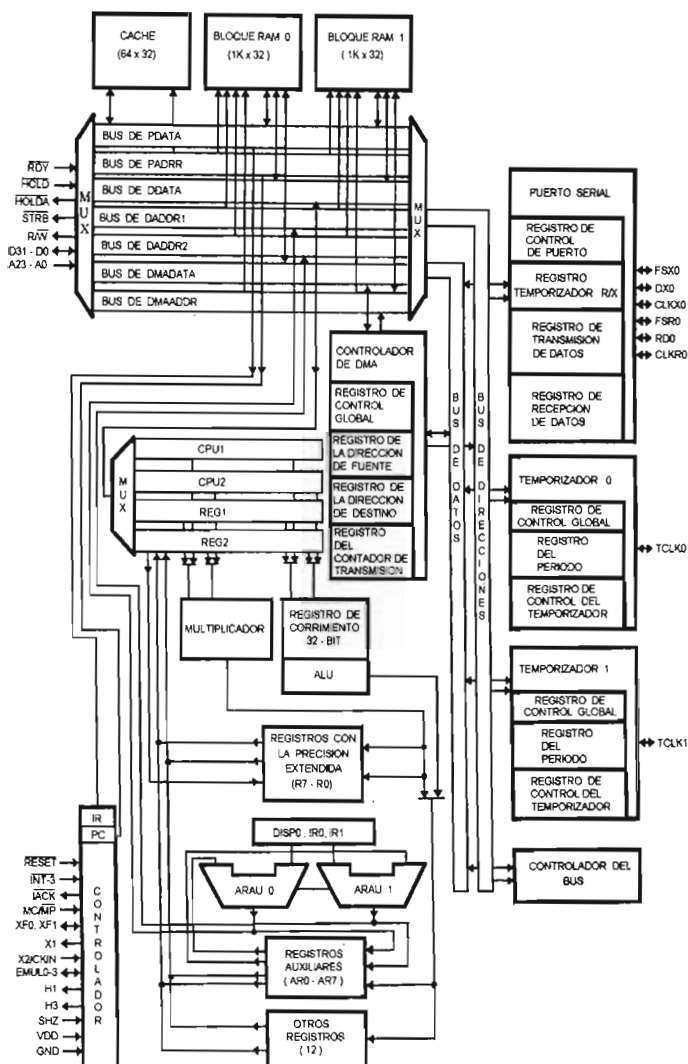 CACHE
(64 x 32)
BLOQUE RAM 0
(1K x 32)
BLOQUE RAM 1
(1K x 32)
MUX
BUS DE PDATA
BUS DE PADRR
BUS DE DDATA
BUS DE DADDR1
BUS DE DADDR2
BUS DE DMADATA
BUS DE DMAADDR
MUX
RDY
HOLD
HOLDA
STRB
R/W
D31 - D0
A23 - A0
PUERTO SERIAL
REGISTRO DE
CONTROL
DE PUERTO
REGISTRO
TEMPORIZADOR R/X
REGISTRO DE
TRANSMISION
DE DATOS
REGISTRO DE
RECEPCION
DE DATOS
FSX0
DX0
CLKX0
FSR0
RD0
CLKR0
CONTROLADOR
DE DMA
REGISTRO DE
CONTROL
GLOBAL
REGISTRO DE
LA DIRECCION
DE FUENTE
REGISTRO DE
LA DIRECCION
DE DESTINO
REGISTRO
DEL
CONTADOR DE
TRANSMISION
BUS DE DATOS
BUS DE DIRECCIONES
MUX
CPU1
CPU2
REG1
REG2
TEMPORIZADOR 0
REGISTRO DE
CONTROL GLOBAL
REGISTRO
DEL
PERIODO
REGISTRO DE
CONTROL DEL
TEMPORIZADOR
TCLK0
MULTIPLICADOR
REGISTRO DE
CORRIMIENTO
32 - BIT
ALU
TEMPORIZADOR 1
REGISTRO DE
CONTROL GLOBAL
REGISTRO
DEL
PERIODO
REGISTRO DE
CONTROL DEL
TEMPORIZADOR
TCLK1
REGISTROS CON
LA PRECISION
EXTENDIDA
(R7 - R0)
DISP0, IR0, IR1
ARAU 0
ARAU 1
CONTROLADOR DEL
BUS
REGISTROS
AUXILIARES
(AR0 - AR7)
OTROS
REGISTROS
(12)
IR
PC
CONTROLADOR
RESET
INT-3
IACK
MC/MP
XF0, XF1
X1
X2/CKIN
EMUL0-3
H1
H3
SHZ
VDD
GND